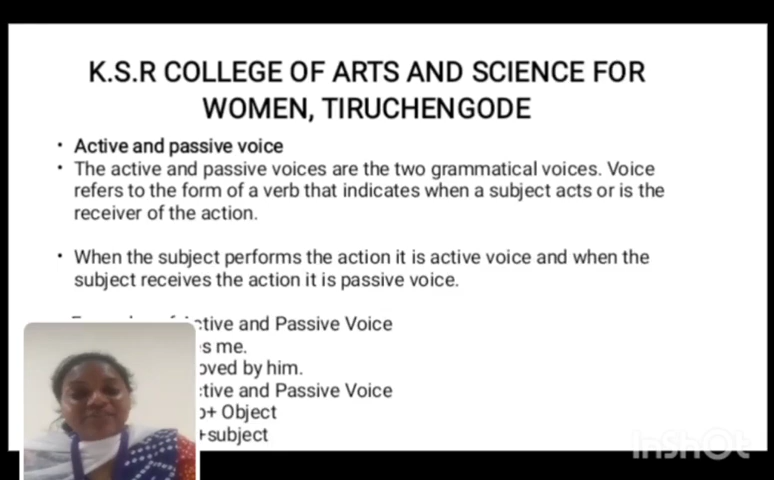 K.S.R COLLEGE OF ARTS AND SCIENCE FOR
WOMEN, TIRUCHENGODE
• Active and passive voice
• The active and passive voices are the two grammatical voices. Voice
refers to the form of a verb that indicates when a subject acts or is the
receiver of the action.
• When the subject performs the action it is active voice and when the
subject receives the action it is passive voice.
and Passive Voice
me.
by him.
and Passive Voice
+ Object
+subject
InShOt